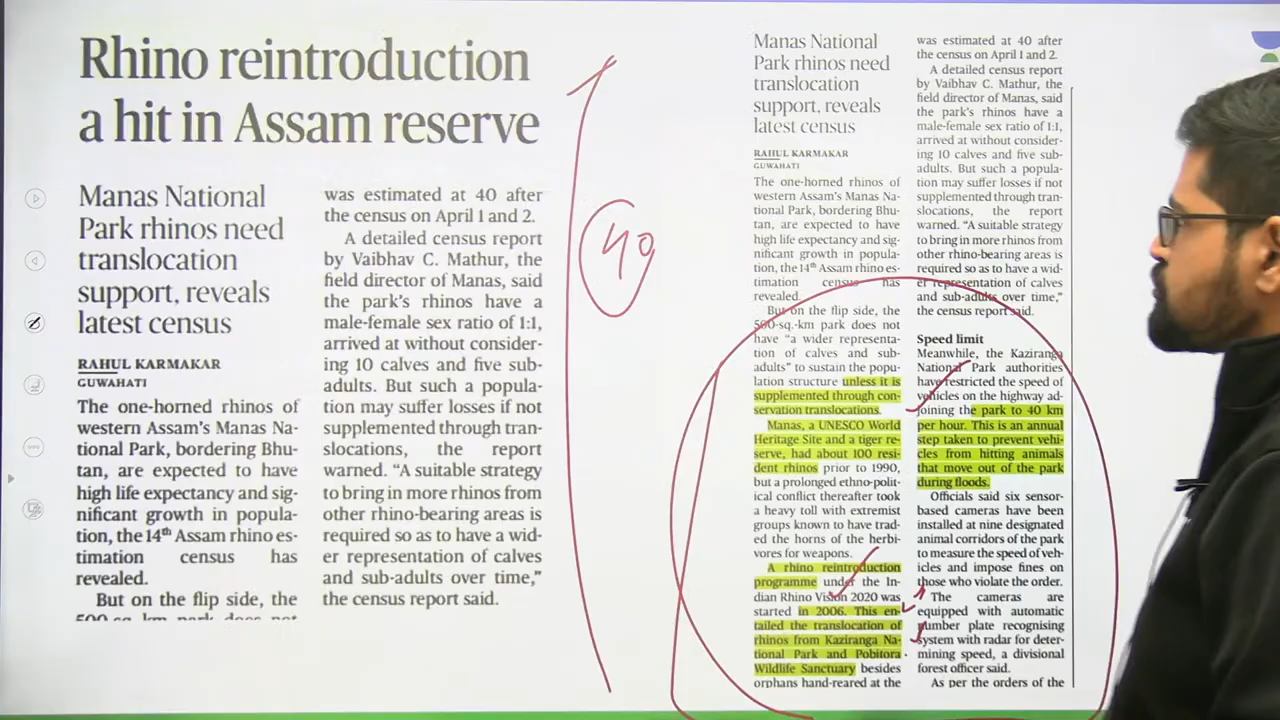 Rhino reintroduction
a hit in Assam reserve
Manas National
Park rhinos need
translocation
support, reveals
latest census
RAHUL KARMAKAR
GUWAHATI
The one-horned rhinos of
western Assam's Manas Na-
tional Park, bordering Bhu-
tan, are expected to have
high life expectancy and sig-
nificant growth in popula-
tion, the 14th Assam rhino es-
timation census has
revealed.
But on the flip side, the
500-sq.-km park does not
was estimated at 40 after
the census on April 1 and 2.
A detailed census report
by Vaibhav C. Mathur, the
field director of Manas, said
the park's rhinos have a
male-female sex ratio of 1:1,
arrived at without consider-
ing 10 calves and five sub-
adults. But such a popula-
tion may suffer losses if not
supplemented through tran-
slocations, the report
warned. “A suitable strategy
to bring in more rhinos from
other rhino-bearing areas is
required so as to have a wid-
er representation of calves
and sub-adults over time,”
the census report said.
40
Manas National
Park rhinos need
translocation
support, reveals
latest census
RAHUL KARMAKAR
GUWAHATI
The one-horned rhinos of
western Assam's Manas Na-
tional Park, bordering Bhu-
tan, are expected to have
high life expectancy and sig-
nificant growth in popula-
tion, the 14th Assam rhino es-
timation census has
revealed.
But on the flip side, the
500-sq.-km park does not
have “a wider representa-
tion of calves and sub-
adults” to sustain the popu-
lation structure unless it is
supplemented through con-
servation translocations.
Manas, a UNESCO World
Heritage Site and a tiger re-
serve, had about 100 resi-
dent rhinos prior to 1990,
but a prolonged ethno-polit-
ical conflict thereafter took
a heavy toll with extremist
groups known to have trad-
ed the horns of the herbi-
vores for weapons.
A rhino reintroduction
programme under the In-
dian Rhino Vision 2020 was
started in 2006. This en-
tailed the translocation of
rhinos from Kaziranga Na-
tional Park and Pobitora
Wildlife Sanctuary besides
orphans hand-reared at the
was estimated at 40 after
the census on April 1 and 2.
A detailed census report
by Vaibhav C. Mathur, the
field director of Manas, said
the park's rhinos have a
male-female sex ratio of 1:1,
arrived at without consider-
ing 10 calves and five sub-
adults. But such a popula-
tion may suffer losses if not
supplemented through tran-
slocations, the report
warned. “A suitable strategy
to bring in more rhinos from
other rhino-bearing areas is
required so as to have a wid-
er representation of calves
and sub-adults over time,”
the census report said.
Speed limit
Meanwhile, the Kaziranga
National Park authorities
have restricted the speed of
vehicles on the highway ad-
joining the park to 40 km
per hour. This is an annual
step taken to prevent vehi-
cles from hitting animals
that move out of the park
during floods.
Officials said six sensor-
based cameras have been
installed at nine designated
animal corridors of the park
to measure the speed of veh-
icles and impose fines on
those who violate the order.
The cameras are
equipped with automatic
number plate recognising
system with radar for deter-
mining speed, a divisional
forest officer said.
As per the orders of the